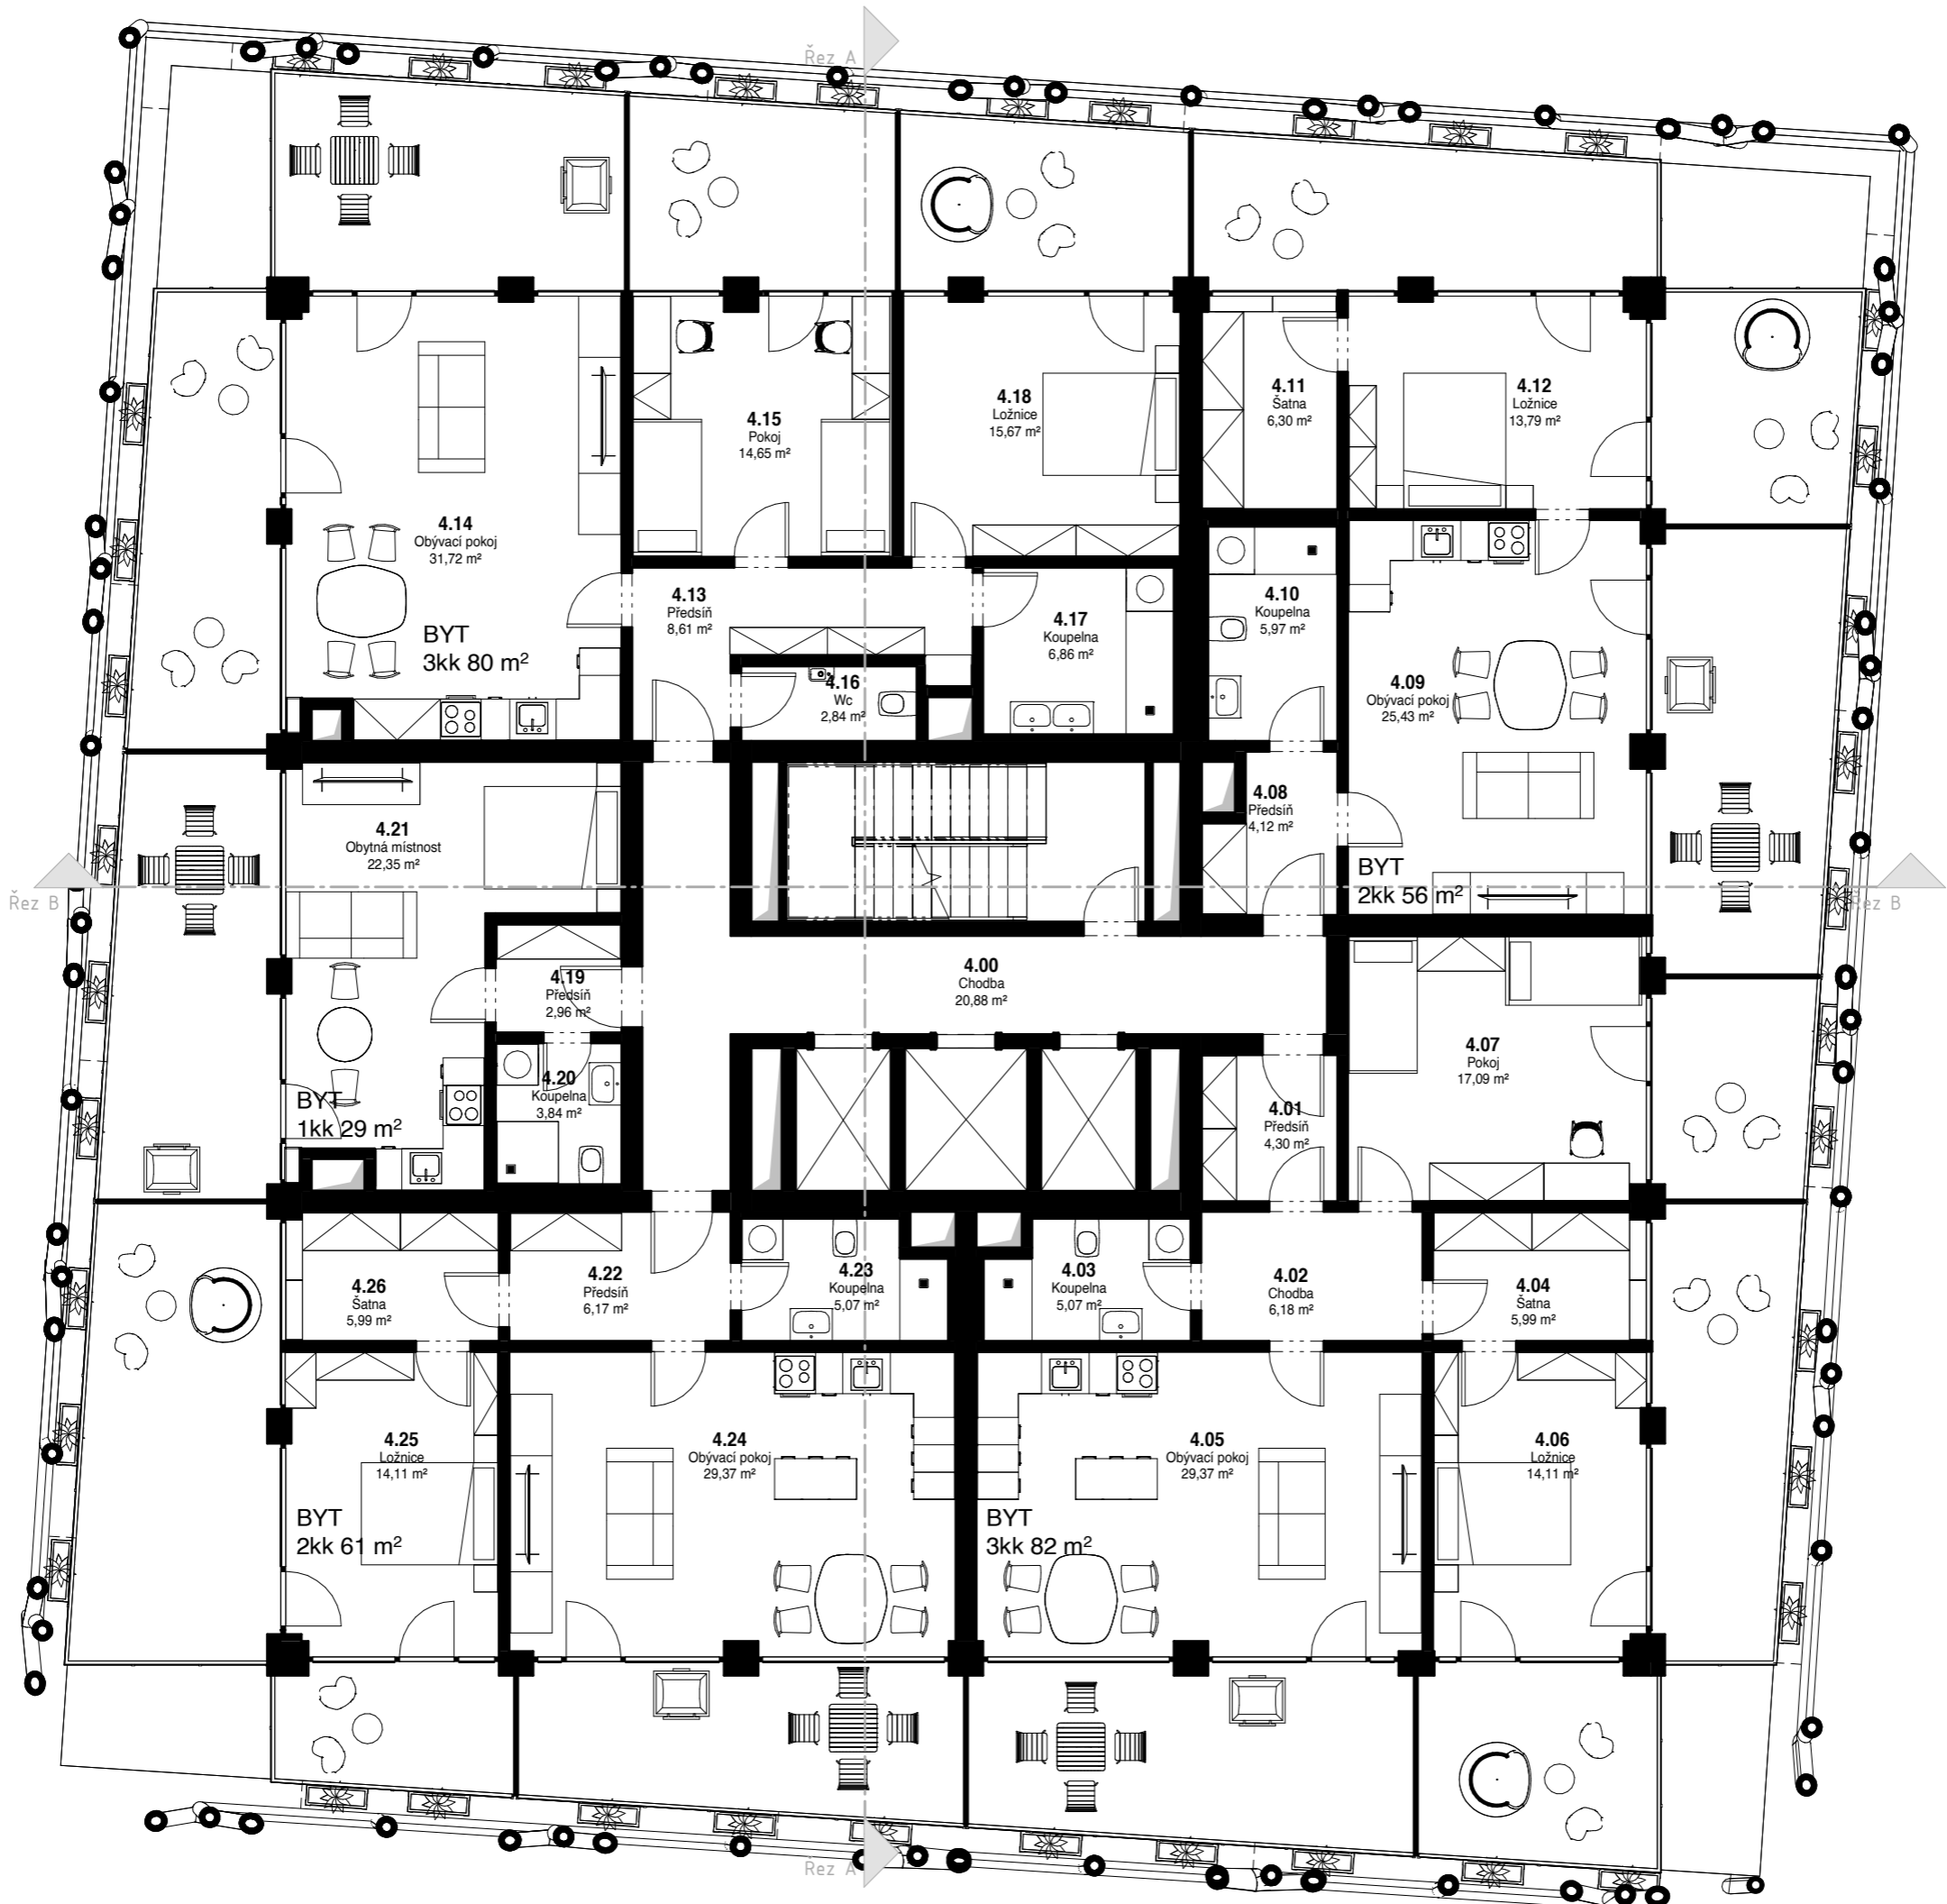 Řez A
4.11
Šatna
6,30 m²
4.12
Ložnice
13,79 m²
4.18
Ložnice
15,67 m²
4.15
Pokoj
14,65 m²
4.14
Obývací pokoj
31,72 m²
4.13
Předsíň
8,61 m²
4.10
Koupelna
5,97 m²
4.17
Koupelna
6,86 m²
BYT
3kk 80 m²
4.16
Wc
2,84 m²
4.09
Obývací pokoj
25,43 m²
4.08
Předsíň
4,12 m²
4.21
Obytná místnost
22,35 m²
BYT
2kk 56 m²
Řez B
Řez B
4.19
Předsíň
2,96 m²
4.00
Chodba
20,88 m²
4.07
Pokoj
17,09 m²
4.20
Koupelna
3,84 m²
BYT
1kk 29 m²
4.01
Předsíň
4,30 m²
4.26
Šatna
5,99 m²
4.22
Předsíň
6,17 m²
4.23
Koupelna
5,07 m²
4.03
Koupelna
5,07 m²
4.02
Chodba
6,18 m²
4.04
Šatna
5,99 m²
4.25
Ložnice
14,11 m²
4.24
Obývací pokoj
29,37 m²
4.05
Obývací pokoj
29,37 m²
4.06
Ložnice
14,11 m²
BYT
2kk 61 m²
BYT
3kk 82 m²
Řez A